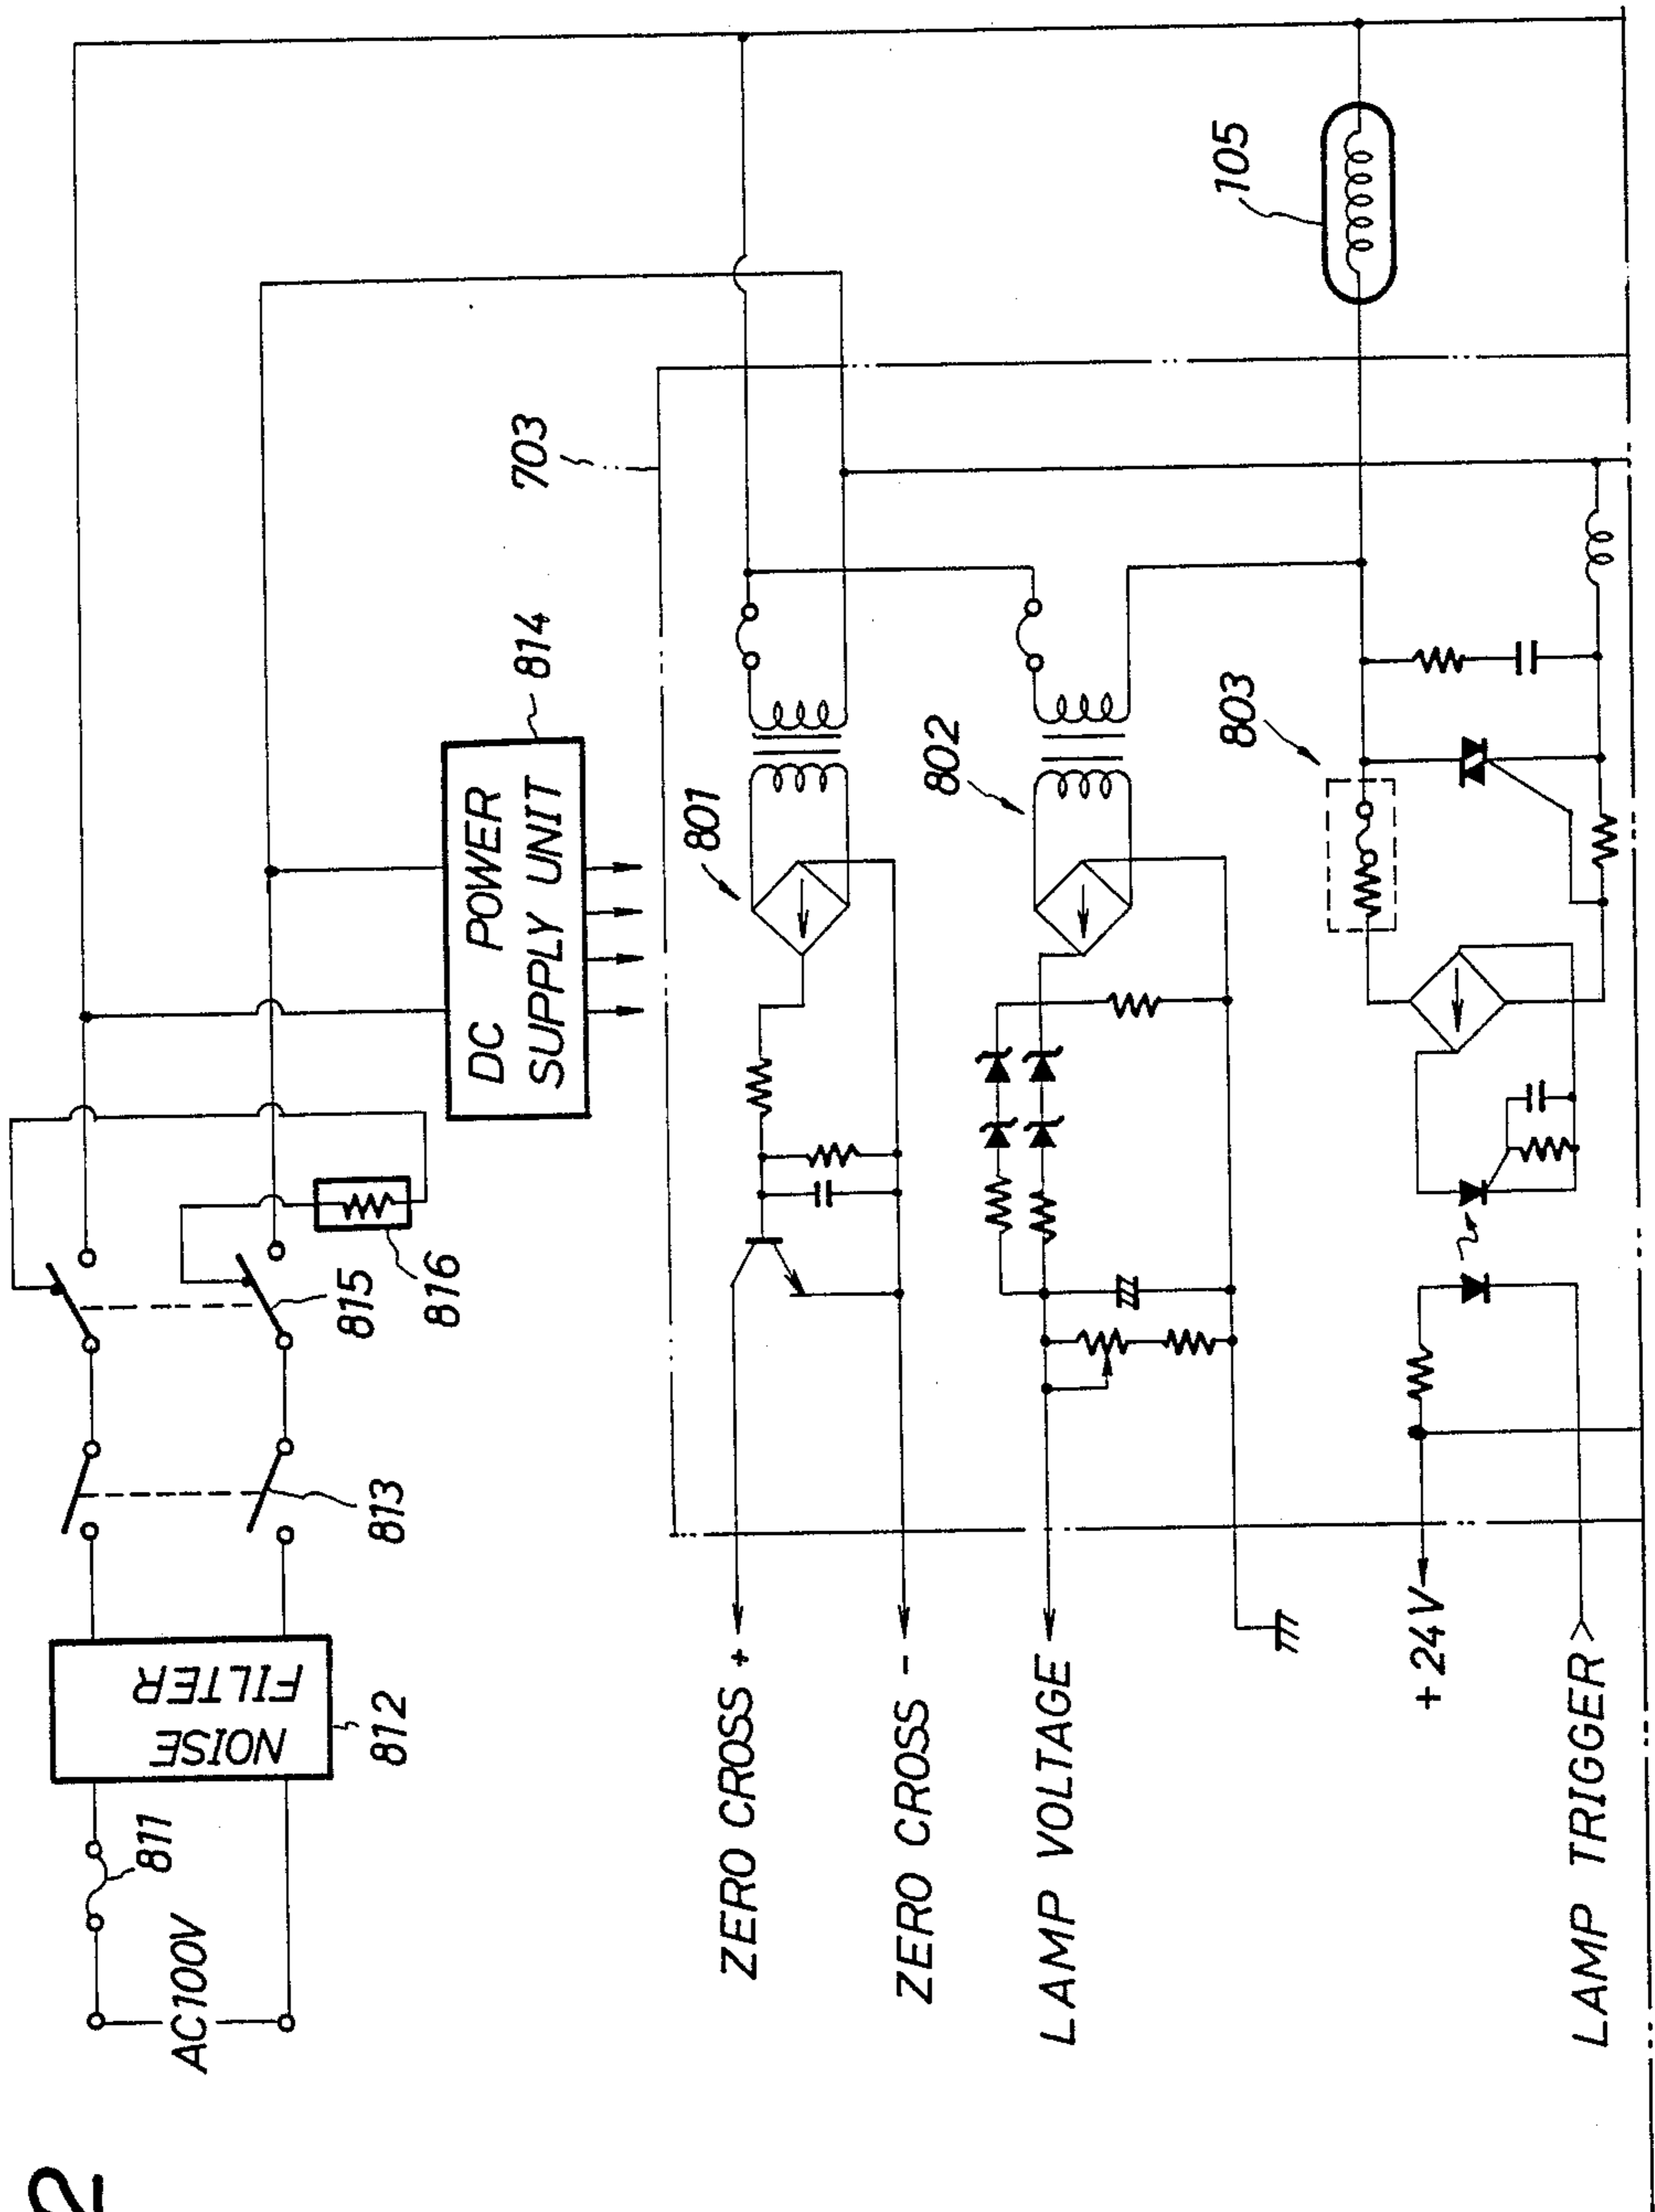 2
AC100V
811
NOISE
FILTER
812
813
815
816
DC POWER
SUPPLY UNIT
814
703
105
801
802
803
ZERO CROSS +
ZERO CROSS -
LAMP VOLTAGE
+24V
LAMP TRIGGER